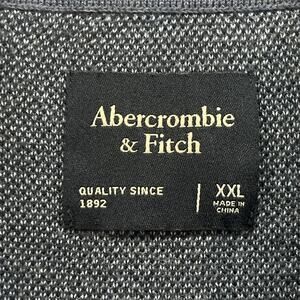 Abercrombie
& Fitch
QUALITY SINCE
1892
XXL
MADE IN
CHINA